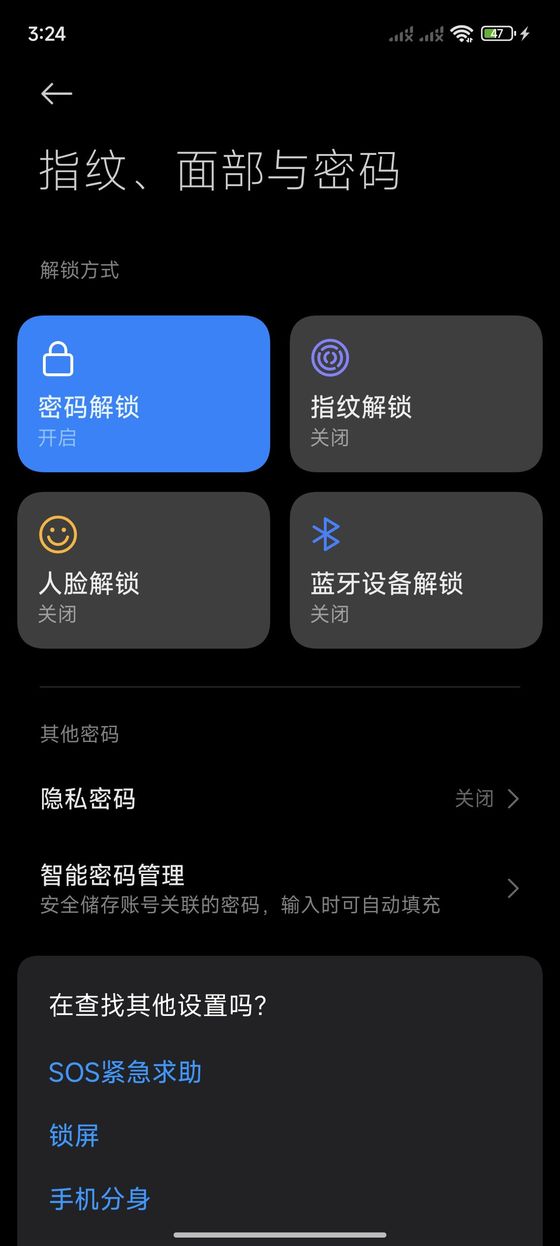 3:24
47
指纹、面部与密码
解锁方式
密码解锁
开启
指纹解锁
关闭
人脸解锁
关闭
蓝牙设备解锁
关闭
其他密码
隐私密码
关闭
智能密码管理
安全储存账号关联的密码，输入时可自动填充
在查找其他设置吗？
SOS紧急求助
锁屏
手机分身